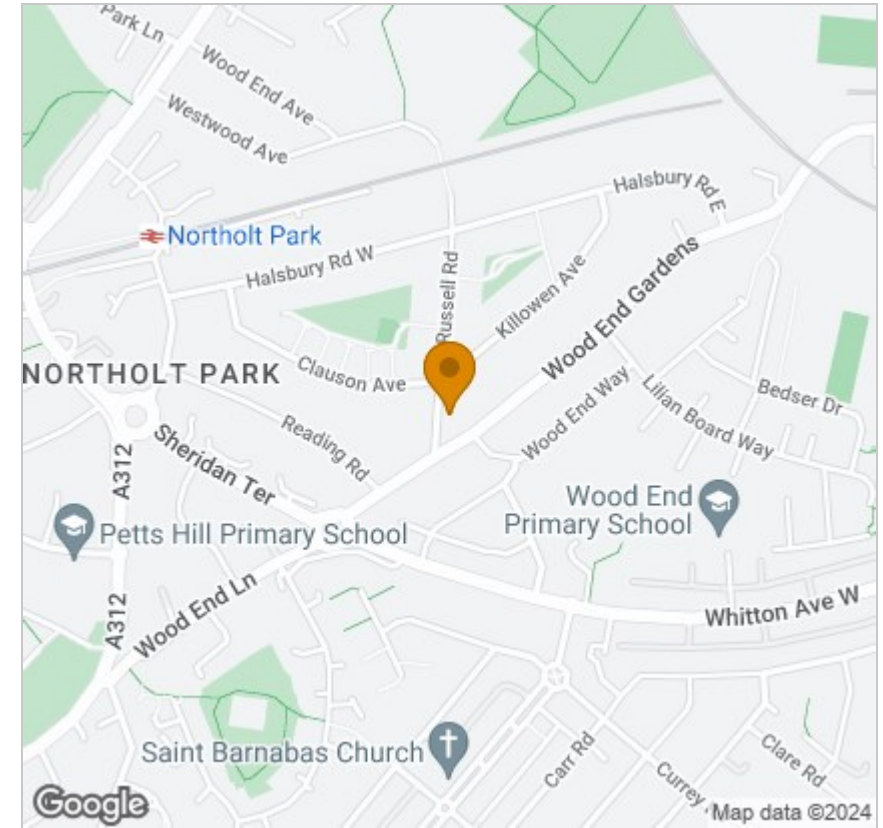 Park Ln
Wood End Ave
Westwood Ave
Halsbury Rd E
Northolt Park
Halsbury Rd W
Russell Rd
Killowen Ave
Wood End Gardens
NORTHOLT PARK
Clauson Ave
Wood End Way
Lilian Board Way
Bedser Dr
Reading Rd
Sheridan Ter
A312
Wood End
Primary School
Petts Hill Primary School
Wood End Ln
A312
Whitton Ave W
Saint Barnabas Church
Carr Rd
Currey
Clare Rd
Google
Map data ©2024